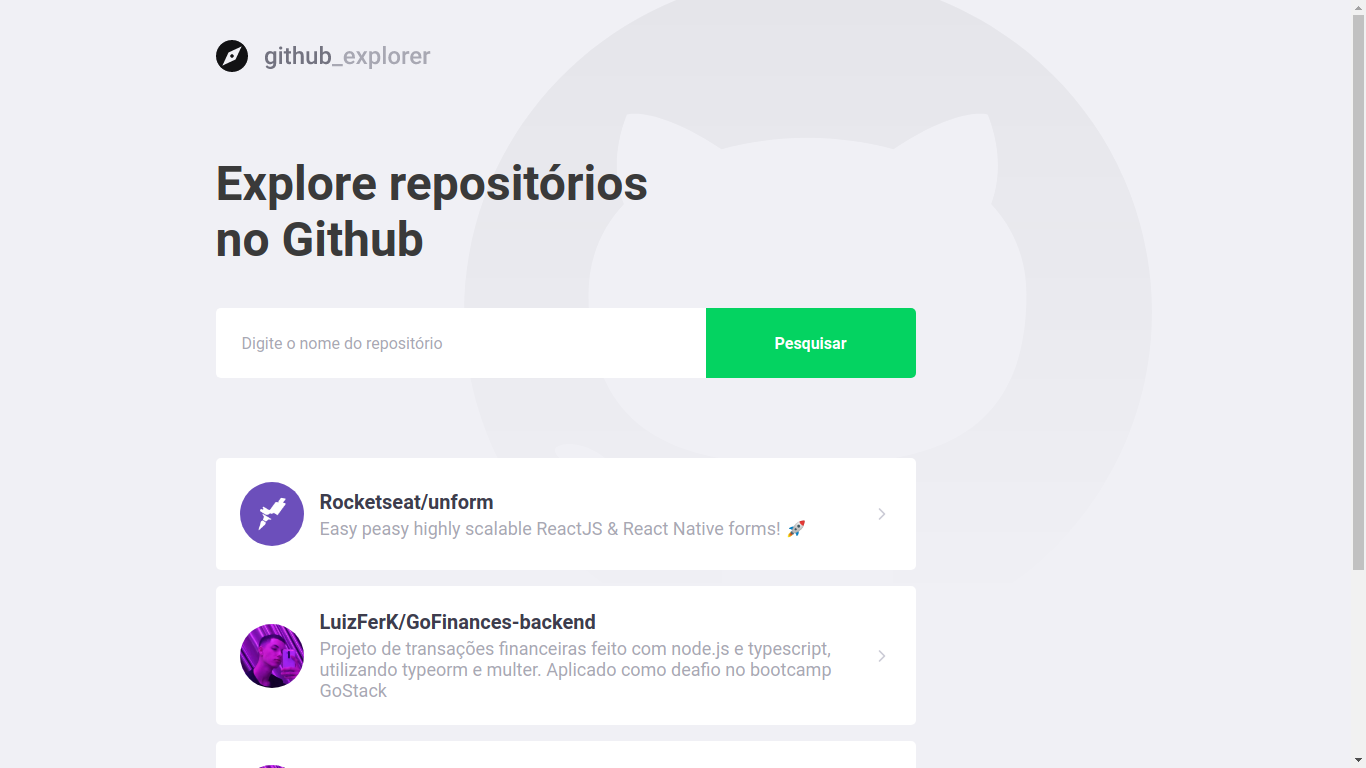 github_explorer
Explore repositórios
no Github
Digite o nome do repositório
Pesquisar
Rocketseat/unform
Easy peasy highly scalable ReactJS & React Native forms! 🚀
LuizFerK/GoFinances-backend
Projeto de transações financeiras feito com node.js e typescript,
utilizando typeorm e multer. Aplicado como deafio no bootcamp
GoStack